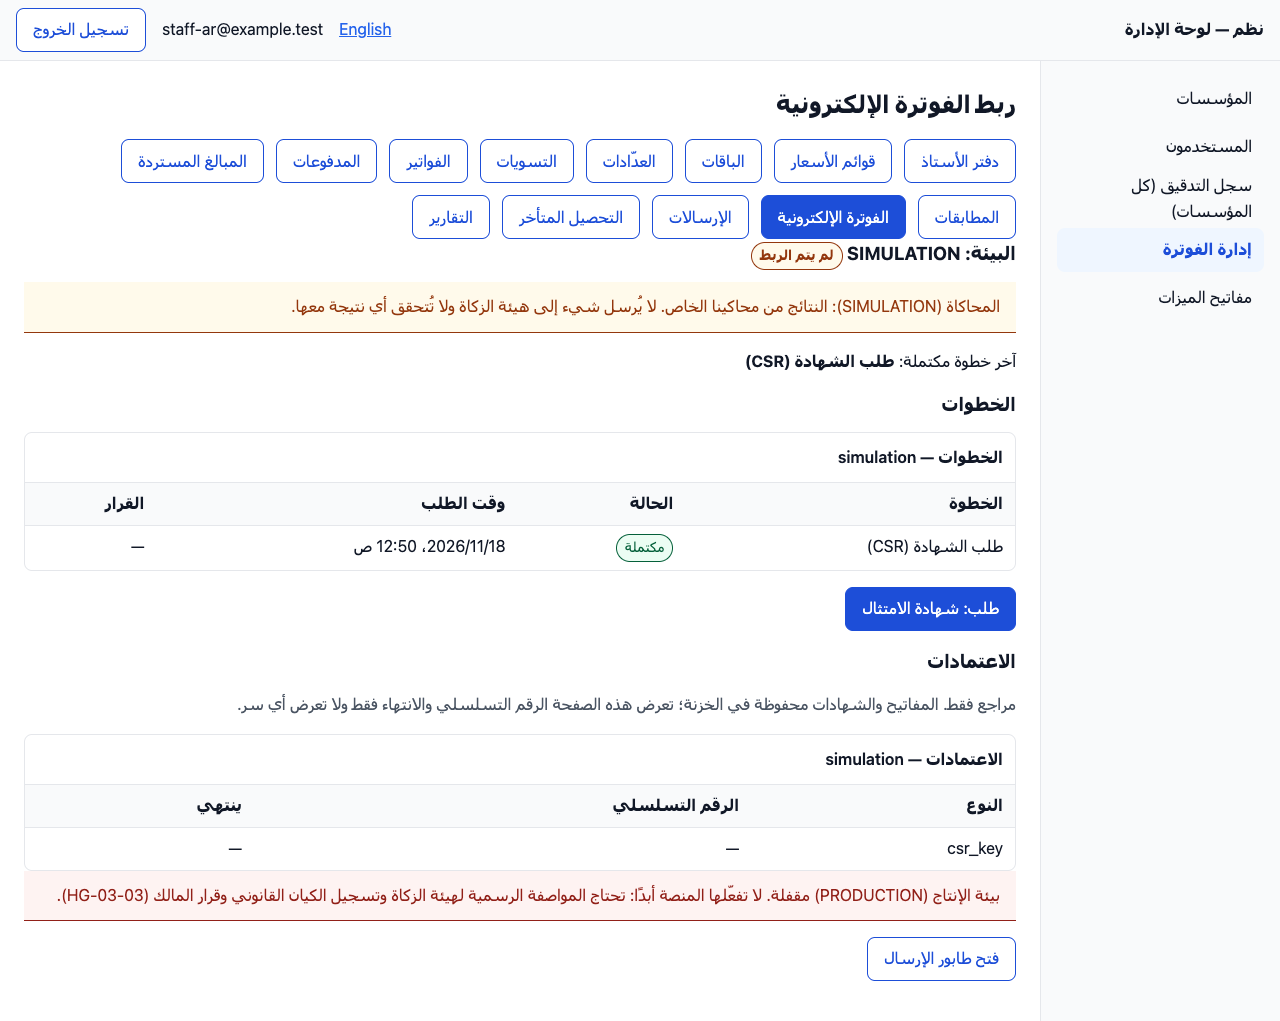 نظم — لوحة الإدارة
English
staff-ar@example.test
تسجيل الخروج
المؤسسات
المستخدمون
سجل التدقيق (كل
المؤسسات)
إدارة الفوترة
مفاتيح الميزات
ربط الفوترة الإلكترونية
دفتر الأستاذ
قوائم الأسعار
الباقات
العدّادات
التسويات
الفواتير
المدفوعات
المبالغ المستردة
المطابقات
الفوترة الإلكترونية
الإرسالات
التحصيل المتأخر
التقارير
البيئة: SIMULATION لم يتم الربط
المحاكاة (SIMULATION): النتائج من محاكينا الخاص. لا يُرسل شيء إلى هيئة الزكاة ولا تُتحقق أي نتيجة معها.
آخر خطوة مكتملة: طلب الشهادة (CSR)
الخطوات
الخطوات — simulation
الخطوة الحالة وقت الطلب القرار
طلب الشهادة (CSR) مكتملة 2026/11/18، 12:50 ص —
طلب: شهادة الامتثال
الاعتمادات
مراجع فقط. المفاتيح والشهادات محفوظة في الخزنة؛ تعرض هذه الصفحة الرقم التسلسلي والانتهاء فقط ولا تعرض أي سر.
الاعتمادات — simulation
النوع الرقم التسلسلي ينتهي
csr_key — —
بيئة الإنتاج (PRODUCTION) مقفلة. لا تفعّلها المنصة أبدًا: تحتاج المواصفة الرسمية لهيئة الزكاة وتسجيل الكيان القانوني وقرار المالك (HG-03-03).
فتح طابور الإرسال